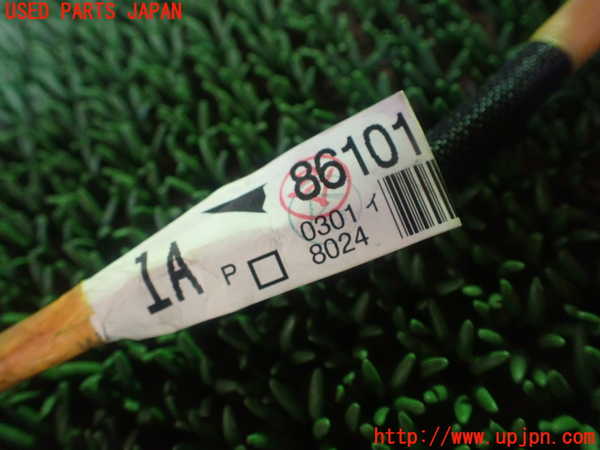 USED PARTS JAPAN
86101
0301 イ
8024
1A P
http://www.upjpn.com/